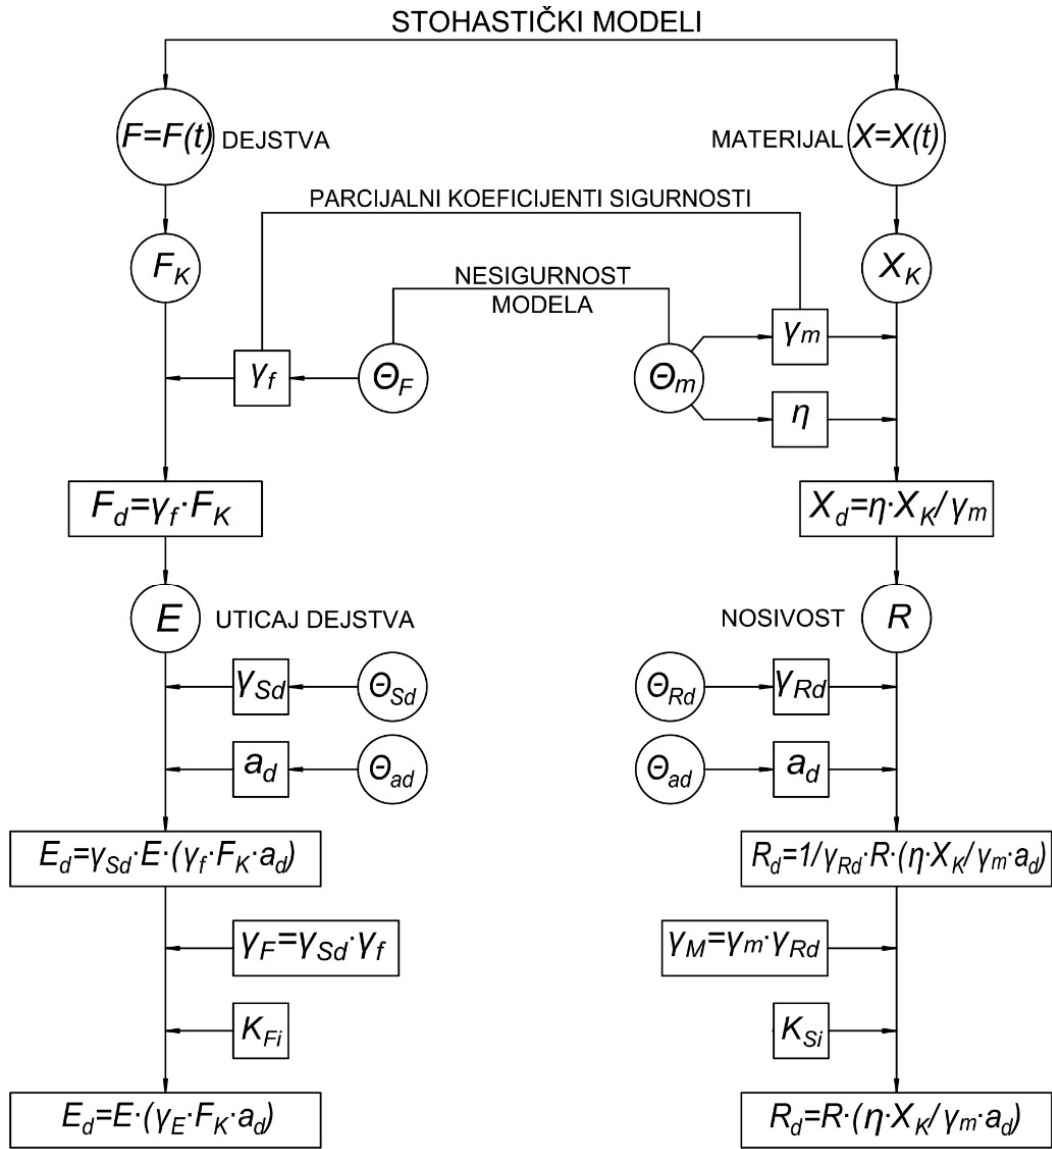 STOHASTIČKI MODELI
F=F(t) DEJSTVA
MATERIJAL X=X(t)
PARCIJALNI KOEFICIJENTI SIGURNOSTI
F_K
X_K
NESIGURNOST
MODELA
γ_m
γ_f
Θ_F
Θ_m
η
F_d=γ_f·F_K
X_d=η·X_K/γ_m
E UTICAJ DEJSTVA
NOSIVOST R
γ_Sd
Θ_Sd
Θ_Rd
γ_Rd
a_d
Θ_ad
Θ_ad
a_d
E_d=γ_Sd·E·(γ_f·F_K·a_d)
R_d=1/γ_Rd·R·(η·X_K/γ_m·a_d)
γ_F=γ_Sd·γ_f
γ_M=γ_m·γ_Rd
K_Fi
K_Si
E_d=E·(γ_E·F_K·a_d)
R_d=R·(η·X_K/γ_m·a_d)